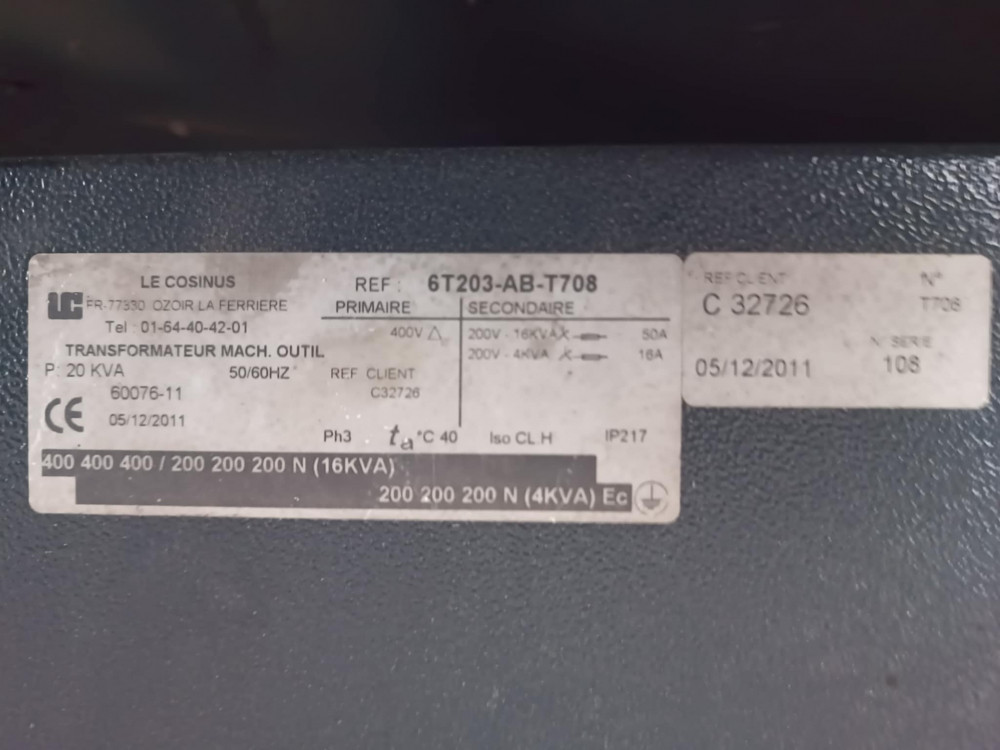 LE COSINUS
LC FR-77330 OZOIR LA FERRIERE
Tel : 01-64-40-42-01
TRANSFORMATEUR MACH. OUTIL
P: 20 KVA 50/60HZ
60076-11
CE 05/12/2011
REF : 6T203-AB-T708
PRIMAIRE SECONDAIRE
400V △ 200V - 16KVA 50A
200V - 4KVA 16A
REF CLIENT
C32726
Ph3 ta °C 40 Iso CL H IP217
400 400 400 / 200 200 200 N (16KVA)
200 200 200 N (4KVA) Ec
REF CLIENT N°
C 32726 T708
N. SERIE
05/12/2011 108